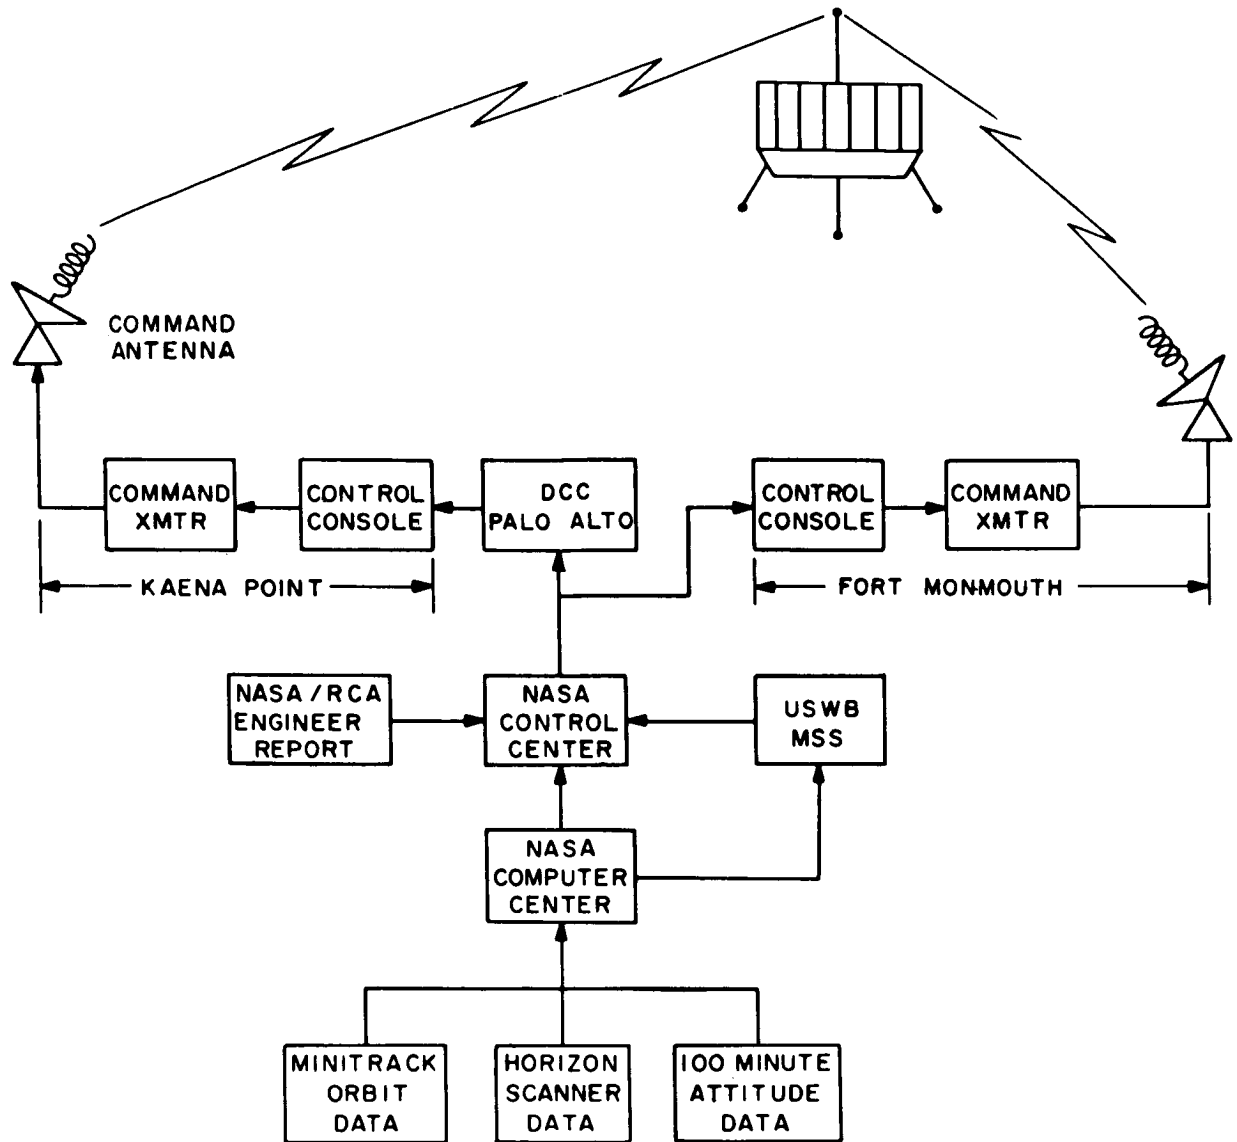 COMMAND
ANTENNA
COMMAND
XMTR
CONTROL
CONSOLE
DCC
PALO ALTO
CONTROL
CONSOLE
COMMAND
XMTR
KAENA POINT
FORT MONMOUTH
NASA/RCA
ENGINEER
REPORT
NASA
CONTROL
CENTER
USWB
MSS
NASA
COMPUTER
CENTER
MINITRACK
ORBIT
DATA
HORIZON
SCANNER
DATA
100 MINUTE
ATTITUDE
DATA